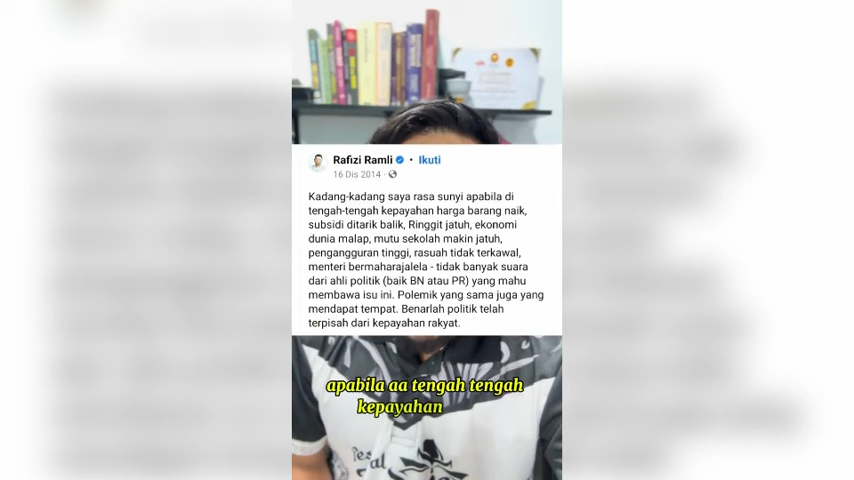 Rafizi Ramli • Ikuti
16 Dis 2014 ·
Kadang-kadang saya rasa sunyi apabila di
tengah-tengah kepayahan harga barang naik,
subsidi ditarik balik, Ringgit jatuh, ekonomi
dunia malap, mutu sekolah makin jatuh,
pengangguran tinggi, rasuah tidak terkawal,
menteri bermaharajalela - tidak banyak suara
dari ahli politik (baik BN atau PR) yang mahu
membawa isu ini. Polemik yang sama juga yang
mendapat tempat. Benarlah politik telah
terpisah dari kepayahan rakyat.
apabila aa tengah tengah
kepayahan